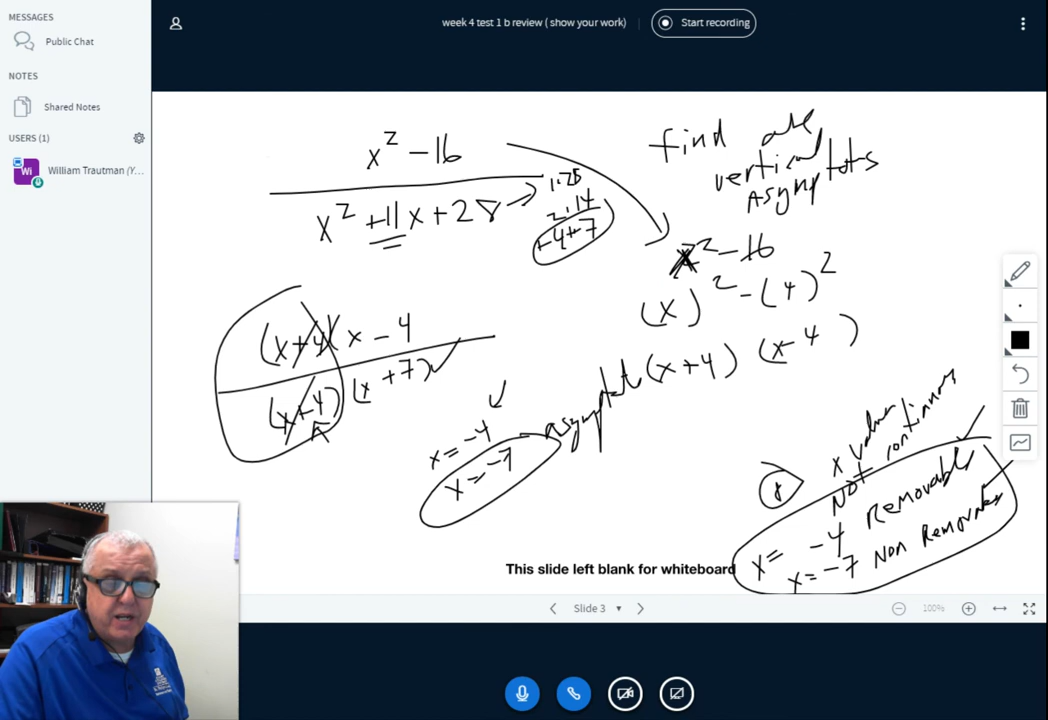 MESSAGES
Public Chat
NOTES
Shared Notes
USERS (1)
Wi
William Trautman (Y...
week 4 test 1 b review ( show your work)
Start recording
find all
vertical
Asymptots
x² -16
x² +11x+28
1.28
2.14
+4+7
x² -16
(x)² -(4)²
(x+4) (x-4)
(x+4)(x-4
(x+4)(x+7)
x=-4
x=-7 asymptote
8
x values
Not continuous
x= -4 Removable
x=-7 Non Removable
This slide left blank for whiteboard
Slide 3
100%